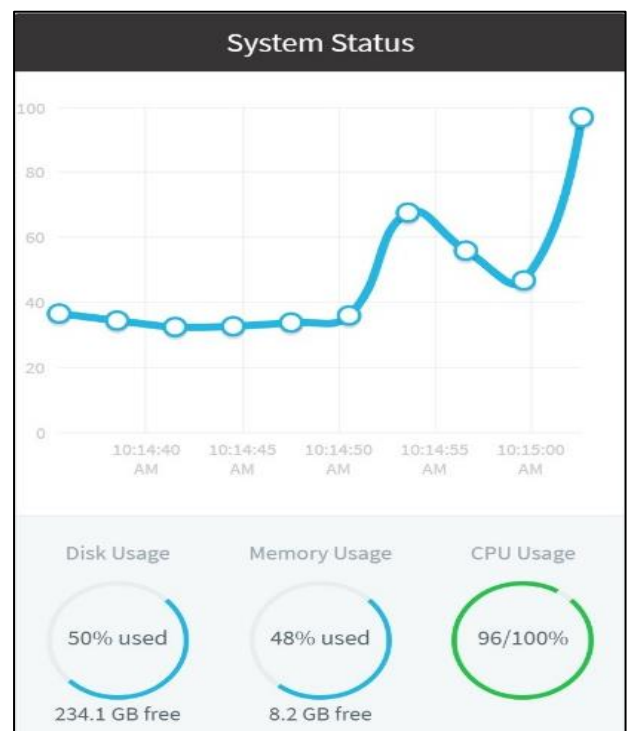 System Status
100
80
60
40
20
0
10:14:40 10:14:45 10:14:50 10:14:55 10:15:00
AM AM AM AM AM
Disk Usage Memory Usage CPU Usage
50% used 48% used 96/100%
234.1 GB free 8.2 GB free